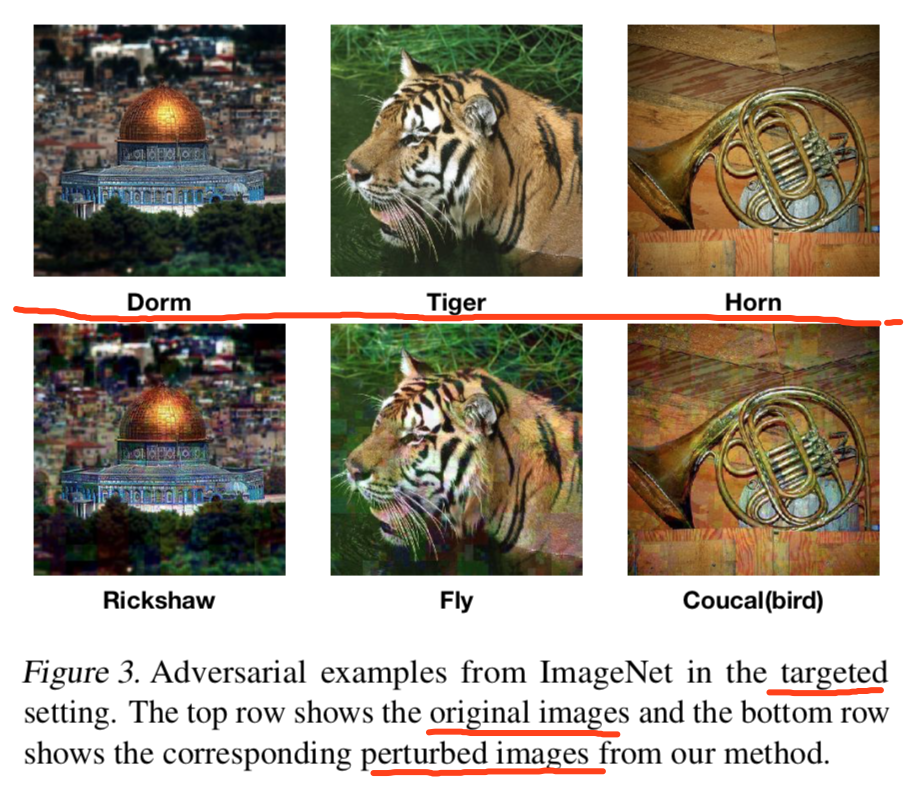 Dorm Tiger Horn
Rickshaw Fly Coucal(bird)
Figure 3. Adversarial examples from ImageNet in the targeted
setting. The top row shows the original images and the bottom row
shows the corresponding perturbed images from our method.